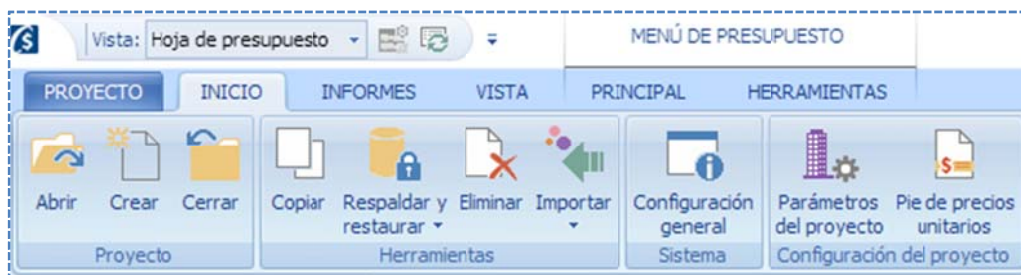 Vista: Hoja de presupuesto
MENÚ DE PRESUPUESTO
PROYECTO INICIO INFORMES VISTA PRINCIPAL HERRAMIENTAS
Abrir Crear Cerrar Copiar Respaldar y restaurar Eliminar Importar Configuración general Parámetros del proyecto Pie de precios unitarios
Proyecto Herramientas Sistema Configuración del proyecto